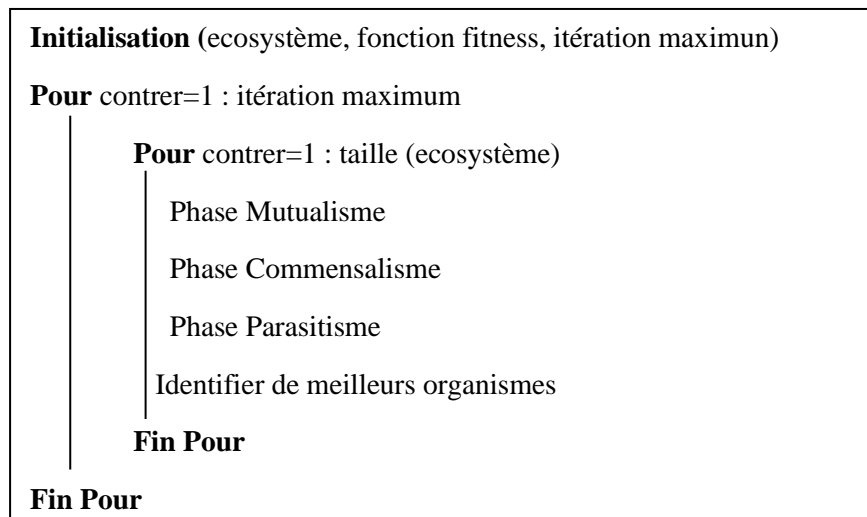 Initialisation (ecosystème, fonction fitness, itération maximun)
Pour contrer=1 : itération maximum
Pour contrer=1 : taille (ecosystème)
Phase Mutualisme
Phase Commensalisme
Phase Parasitisme
Identifier de meilleurs organismes
Fin Pour
Fin Pour